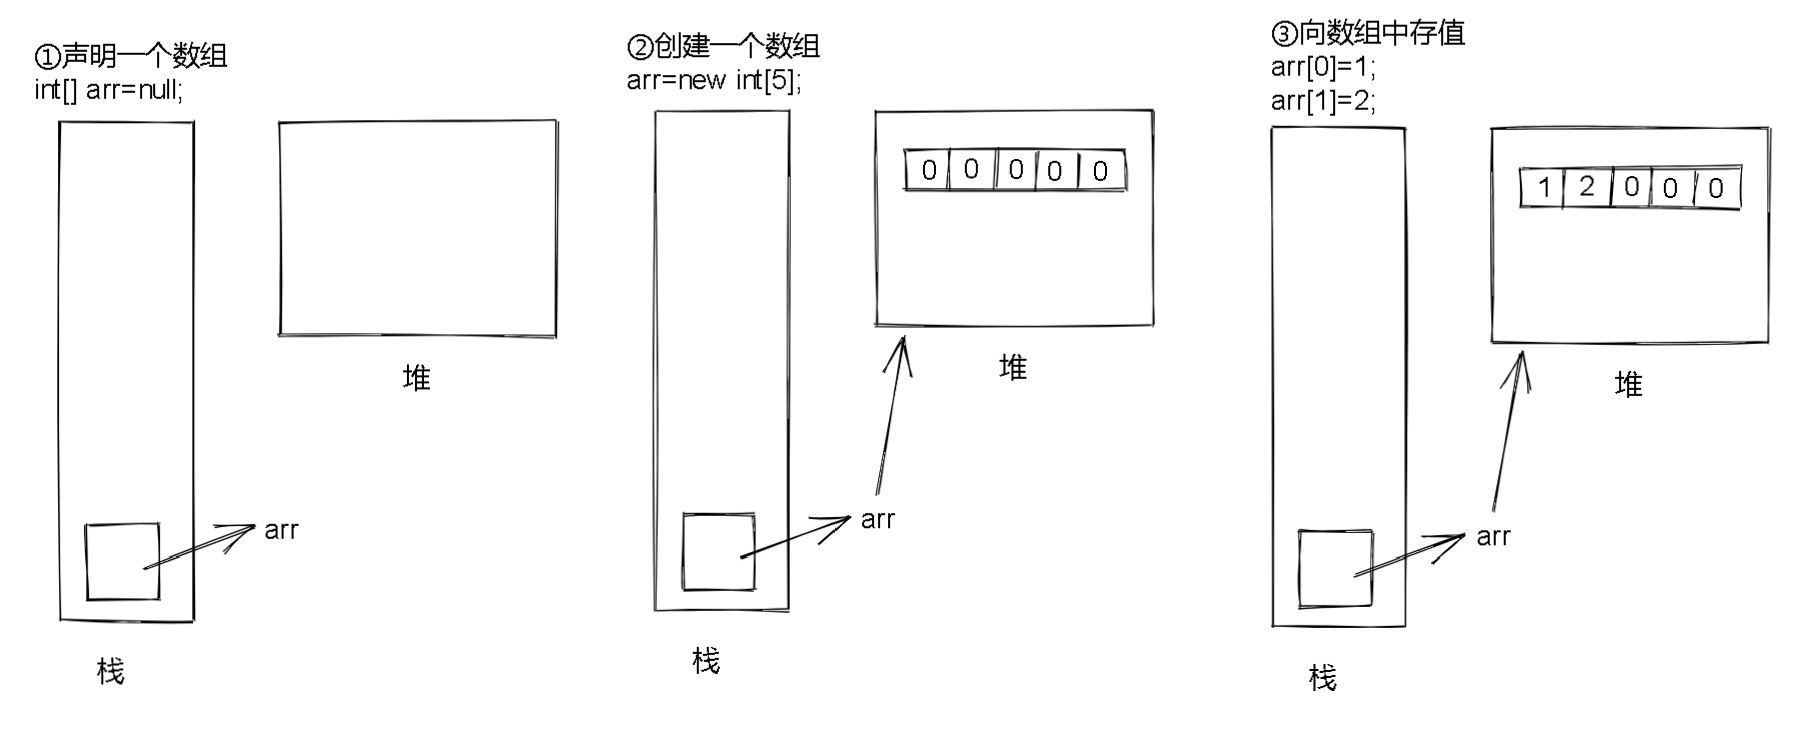 ①声明一个数组
int[] arr=null;
堆
arr
栈
②创建一个数组
arr=new int[5];
0 0 0 0 0
堆
arr
栈
③向数组中存值
arr[0]=1;
arr[1]=2;
1 2 0 0 0
堆
arr
栈